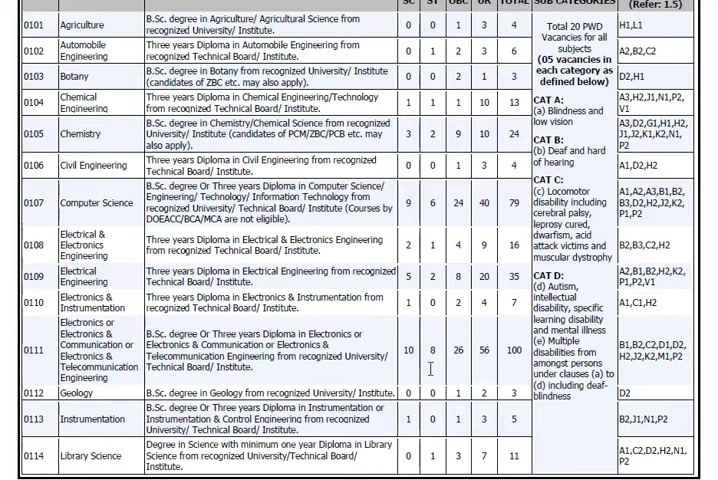 SC ST OBC UR TOTAL SUB CATEGORIES
(Refer: 1.5)
0101 Agriculture B.Sc. degree in Agriculture/ Agricultural Science from
recognized University/ Institute. 0 0 1 3 4 H1,L1
0102 Automobile
Engineering Three years Diploma in Automobile Engineering from
recognized Technical Board/ Institute. 0 1 2 3 6 A2,B2,C2
0103 Botany B.Sc. degree in Botany from recognized University/ Institute
(candidates of ZBC etc. may also apply). 0 0 2 1 3 D2,H1
0104 Chemical
Engineering Three years Diploma in Chemical Engineering/Technology
from recognized Technical Board/ Institute. 1 1 1 10 13 A3,H2,J1,N1,P2,
V1
0105 Chemistry B.Sc. degree in Chemistry/Chemical Science from recognized
University/ Institute (candidates of PCM/ZBC/PCB etc. may
also apply). 3 2 9 10 24 A3,D2,G1,H1,H2,
J1,J2,K1,K2,N1,
P2
0106 Civil Engineering Three years Diploma in Civil Engineering from recognized
Technical Board/ Institute. 0 0 1 3 4 A1,D2,H2
0107 Computer Science B.Sc. degree Or Three years Diploma in Computer Science/
Engineering/ Technology/ Information Technology from
recognized University/ Technical Board/ Institute (Courses by
DOEACC/BCA/MCA are not eligible). 9 6 24 40 79 A1,A2,A3,B1,B2,
B3,D2,H2,J2,K2,
P1,P2
0108 Electrical &
Electronics
Engineering Three years Diploma in Electrical & Electronics Engineering
from recognized Technical Board/ Institute. 2 1 4 9 16 B2,B3,C2,H2
0109 Electrical
Engineering Three years Diploma in Electrical Engineering from recognized
Technical Board/ Institute. 5 2 8 20 35 A2,B1,B2,H2,K2,
P1,P2,V1
0110 Electronics &
Instrumentation Three years Diploma in Electronics & Instrumentation from
recognized Technical Board/ Institute. 1 0 2 4 7 A1,C1,H2
0111 Electronics or
Electronics &
Communication or
Electronics &
Telecommunication
Engineering B.Sc. degree Or Three years Diploma in Electronics or
Electronics & Communication or Electronics &
Telecommunication Engineering from recognized University/
Technical Board/ Institute. 10 8 26 56 100 B1,B2,C2,D1,D2,
H2,J2,K2,M1,P2
0112 Geology B.Sc. degree in Geology from recognized University/ Institute. 0 0 1 2 3 D2
0113 Instrumentation B.Sc. degree Or Three years Diploma in Instrumentation or
Instrumentation & Control Engineering from recognized
University/ Technical Board/ Institute. 1 0 1 3 5 B2,J1,N1,P2
0114 Library Science Degree in Science with minimum one year Diploma in Library
Science from recognized University/Technical Board/
Institute. 0 1 3 7 11 A1,C2,D2,H2,N1,
P2
Total 20 PWD
Vacancies for all
subjects
(05 vacancies in
each category as
defined below)
CAT A:
(a) Blindness and
low vision
CAT B:
(b) Deaf and hard
of hearing
CAT C:
(c) Locomotor
disability including
cerebral palsy,
leprosy cured,
dwarfism, acid
attack victims and
muscular dystrophy
CAT D:
(d) Autism,
intellectual
disability, specific
learning disability
and mental illness
(e) Multiple
disabilities from
amongst persons
under clauses (a) to
(d) including deaf-
blindness